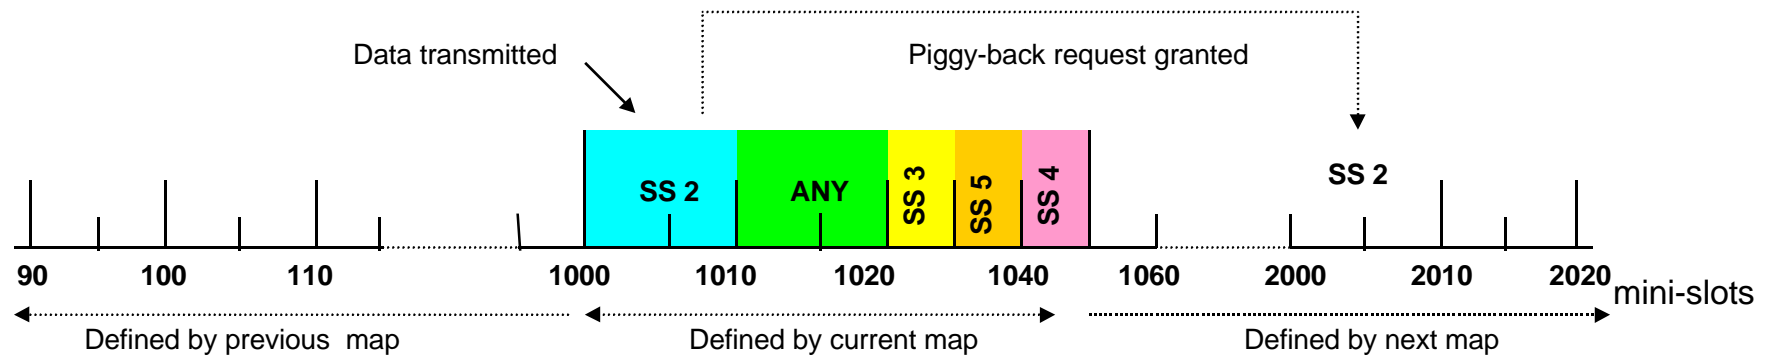 Data transmitted
Piggy-back request granted
SS 2
ANY
SS 3
SS 5
SS 4
SS 2
90 100 110 1000 1010 1020 1040 1060 2000 2010 2020 mini-slots
Defined by previous map
Defined by current map
Defined by next map